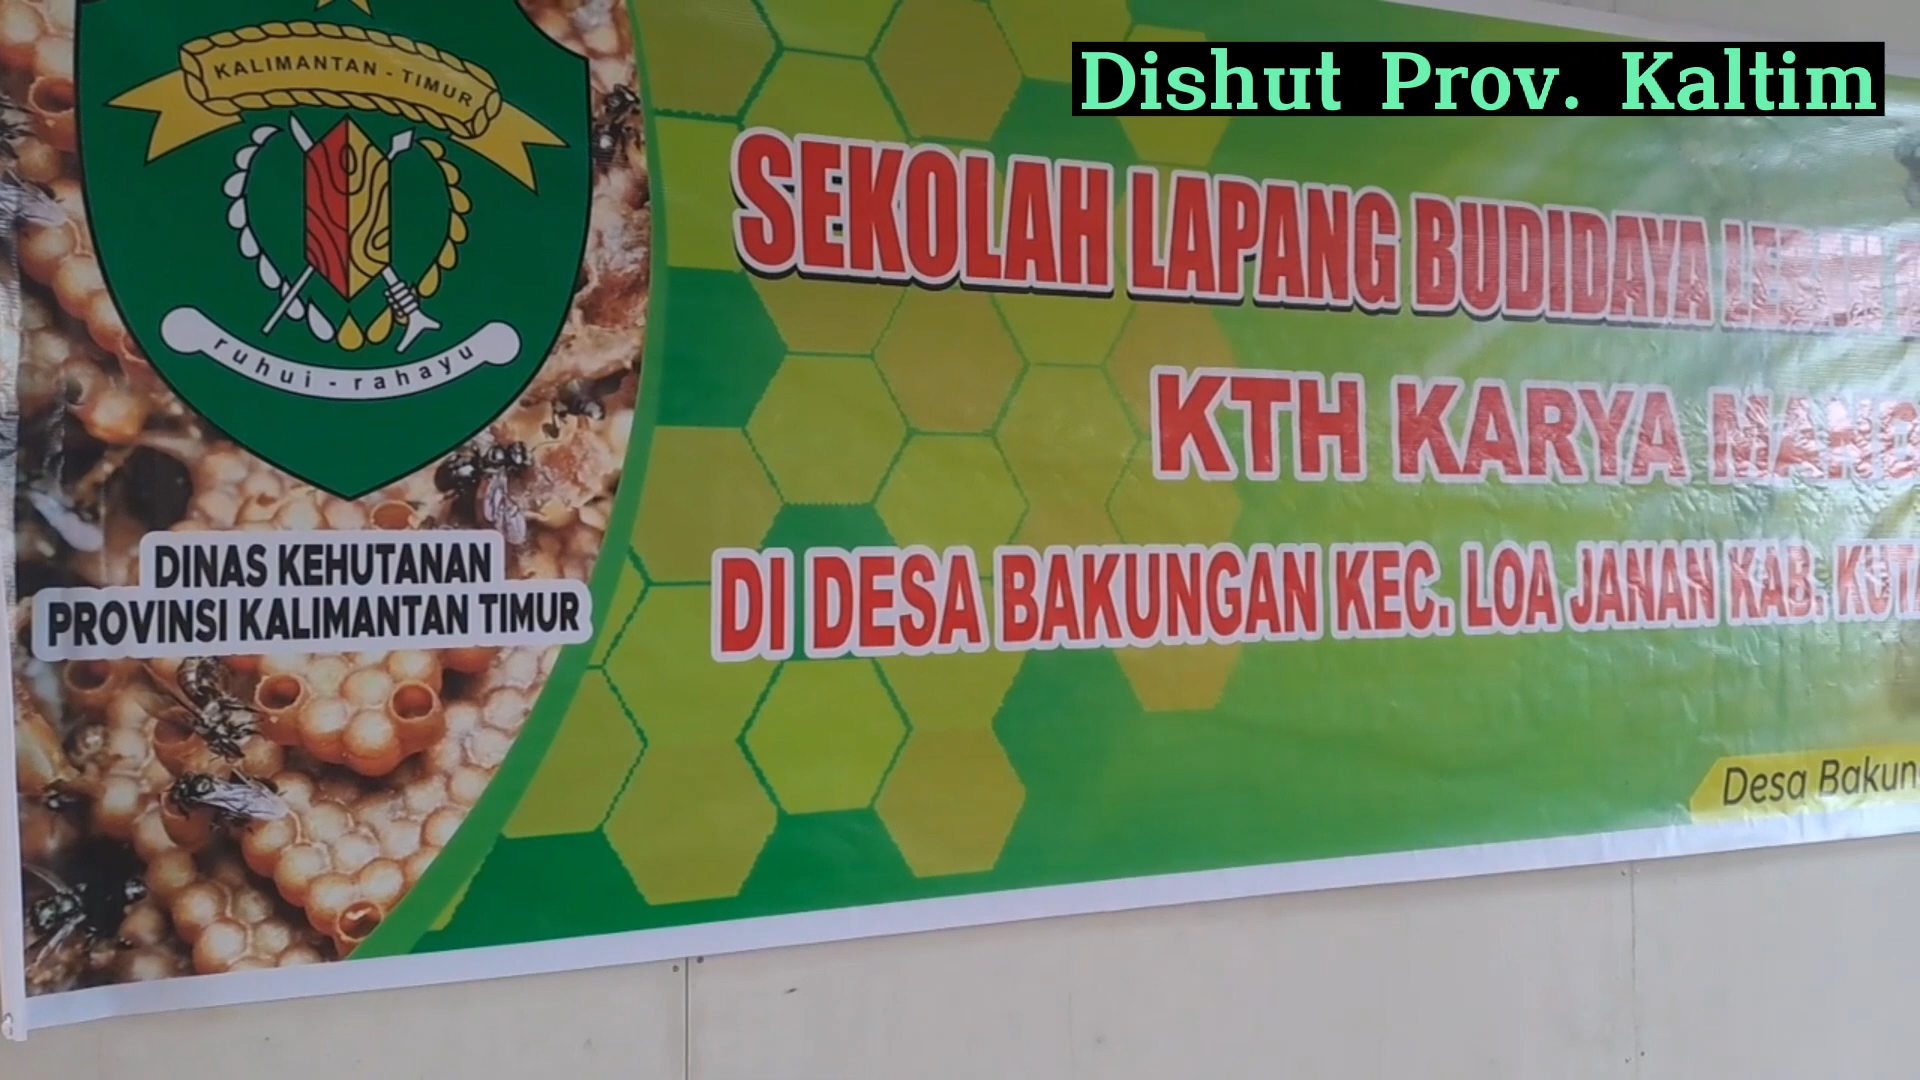 Dishut Prov. Kaltim
KALIMANTAN - TIMUR
ruhui - rahayu
DINAS KEHUTANAN
PROVINSI KALIMANTAN TIMUR
SEKOLAH LAPANG BUDIDAYA
KTH KARYA
DI DESA BAKUNGAN KEC. LOA JANAN KAB.
Desa